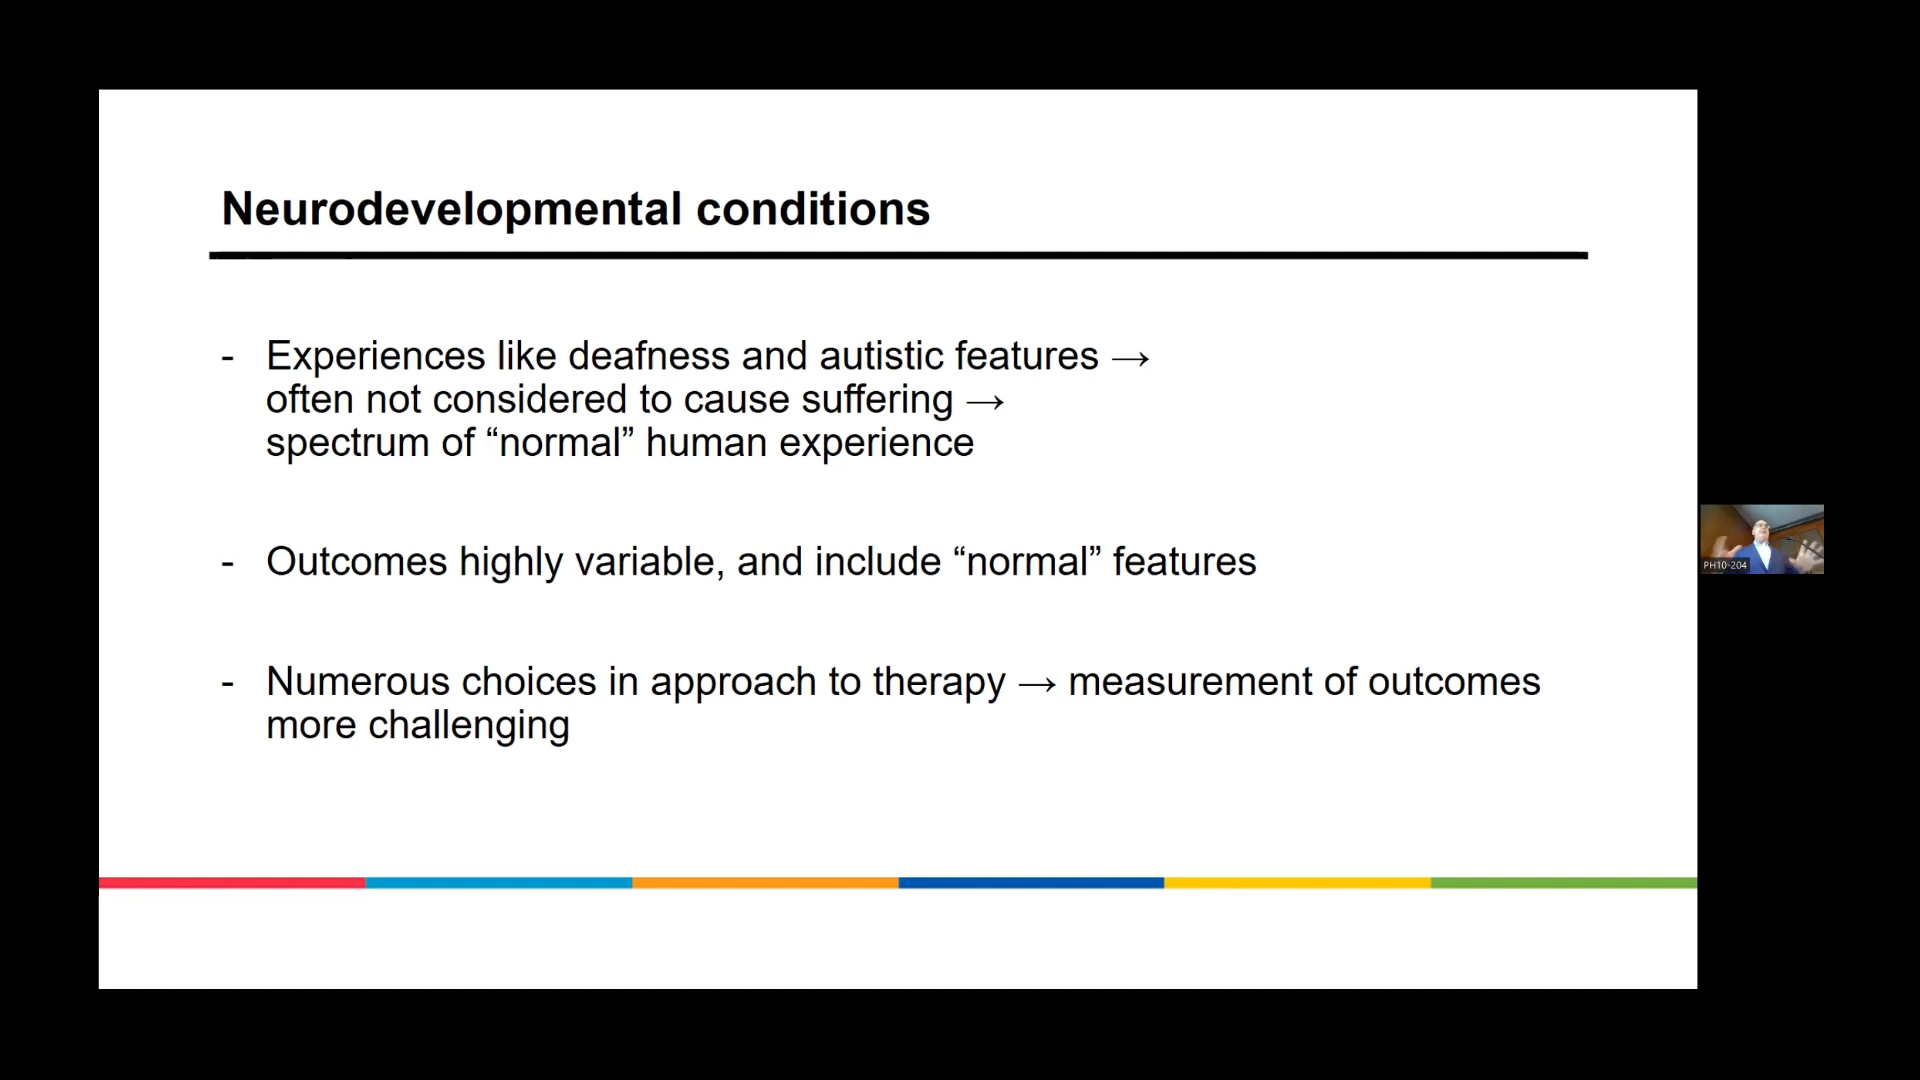 Neurodevelopmental conditions
- Experiences like deafness and autistic features →
often not considered to cause suffering →
spectrum of “normal” human experience
- Outcomes highly variable, and include “normal” features
- Numerous choices in approach to therapy → measurement of outcomes
more challenging
PH10-204